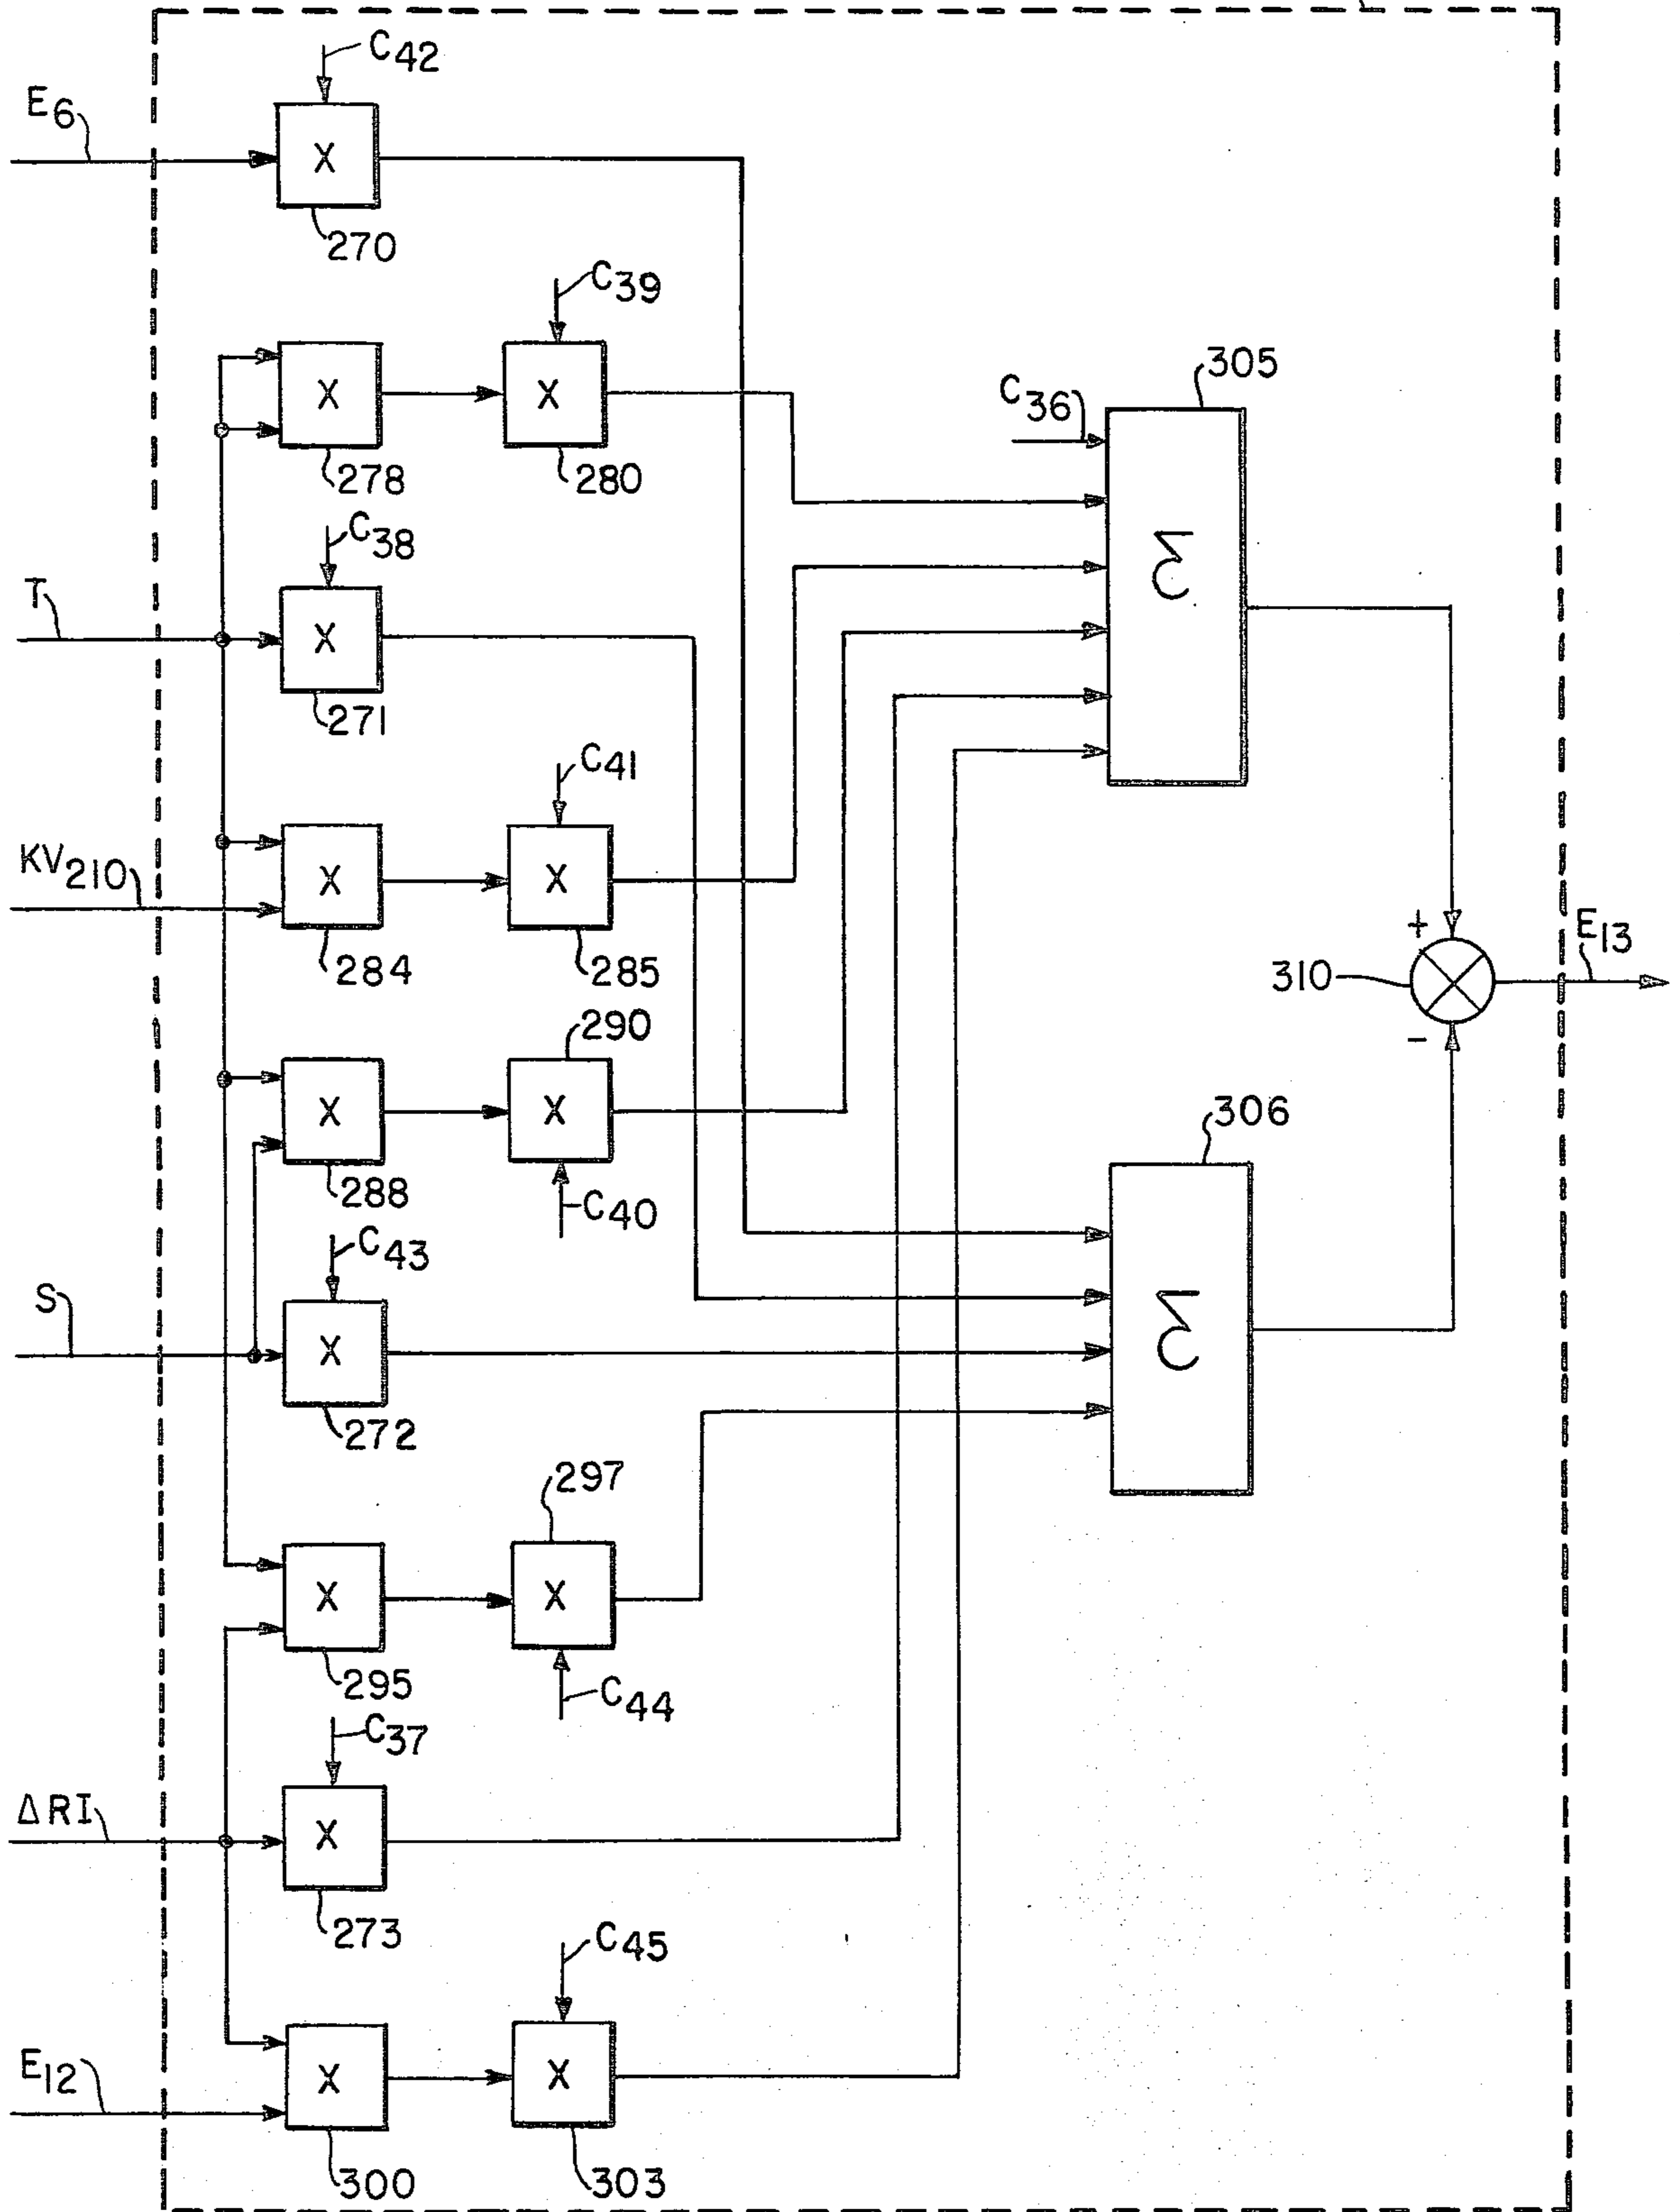 C42
E6
X
270
C39
X
X
278
280
C36
305
Σ
C38
T
X
271
C41
KV210
X
X
284
285
+
E13
310
-
290
X
X
288
C40
306
Σ
C43
S
X
272
297
X
X
295
C44
C37
ΔRI
X
273
C45
E12
X
X
300
303